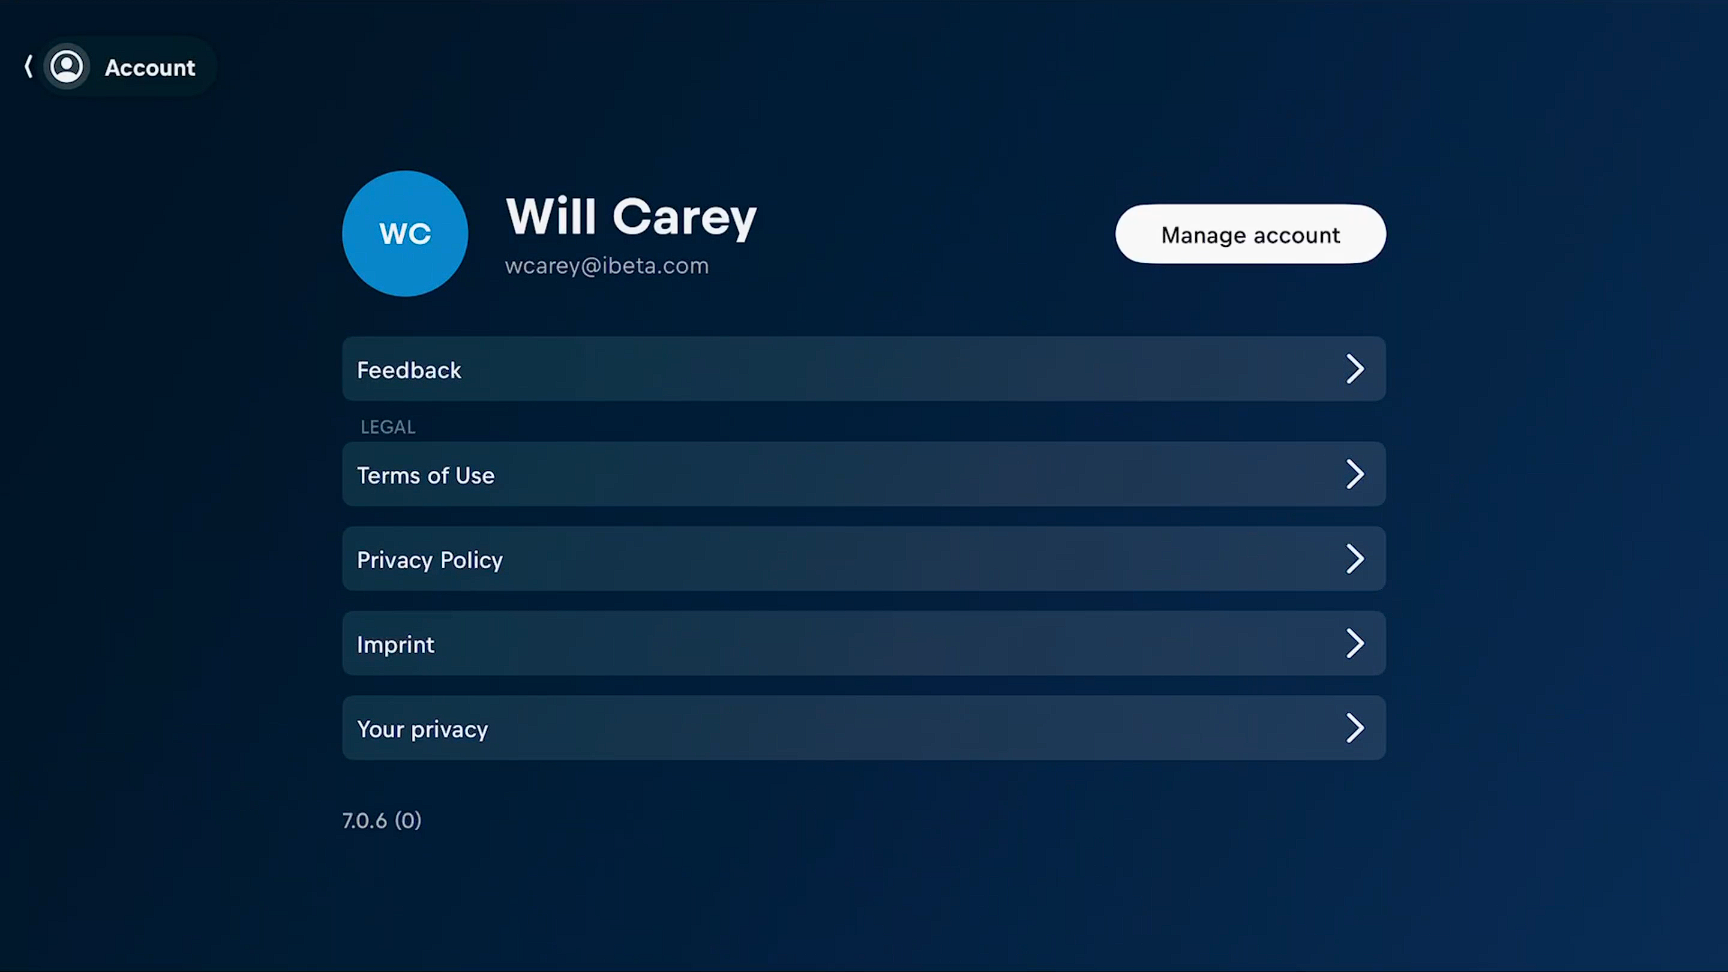 Account
WC
Will Carey
wcarey@ibeta.com
Manage account
Feedback
LEGAL
Terms of Use
Privacy Policy
Imprint
Your privacy
7.0.6 (0)